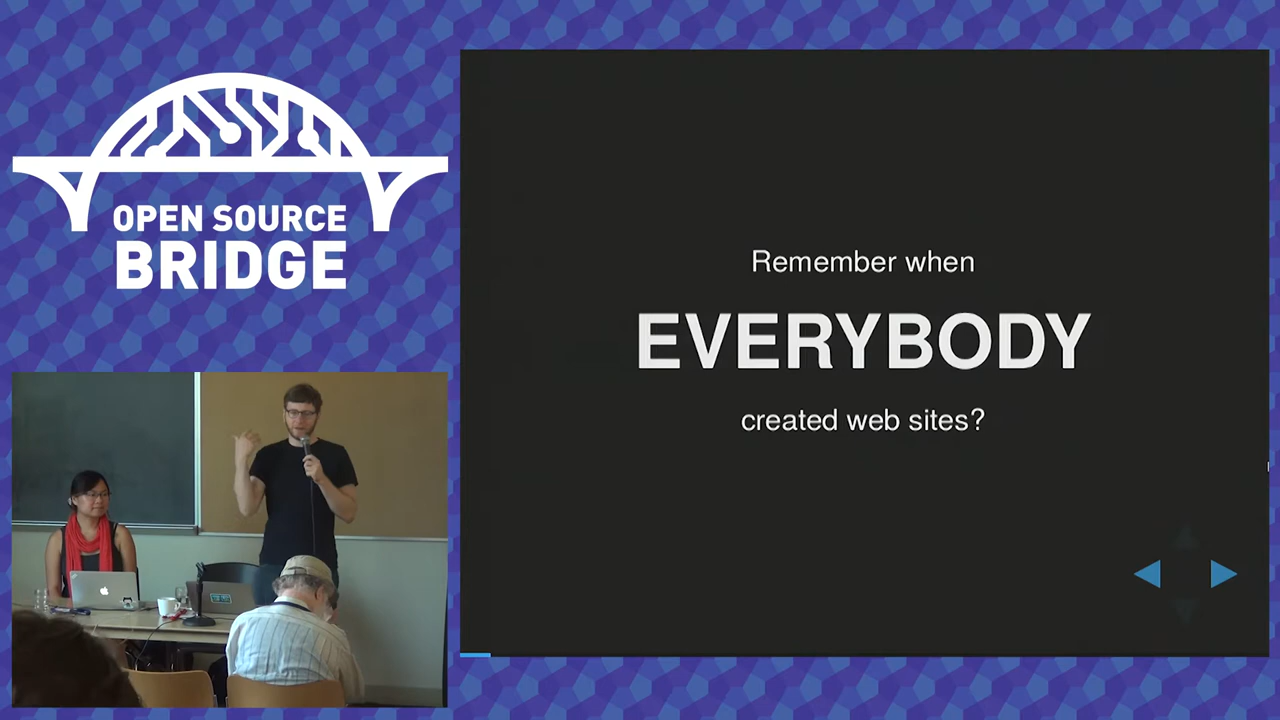 OPEN SOURCE
BRIDGE
Remember when
EVERYBODY
created web sites?